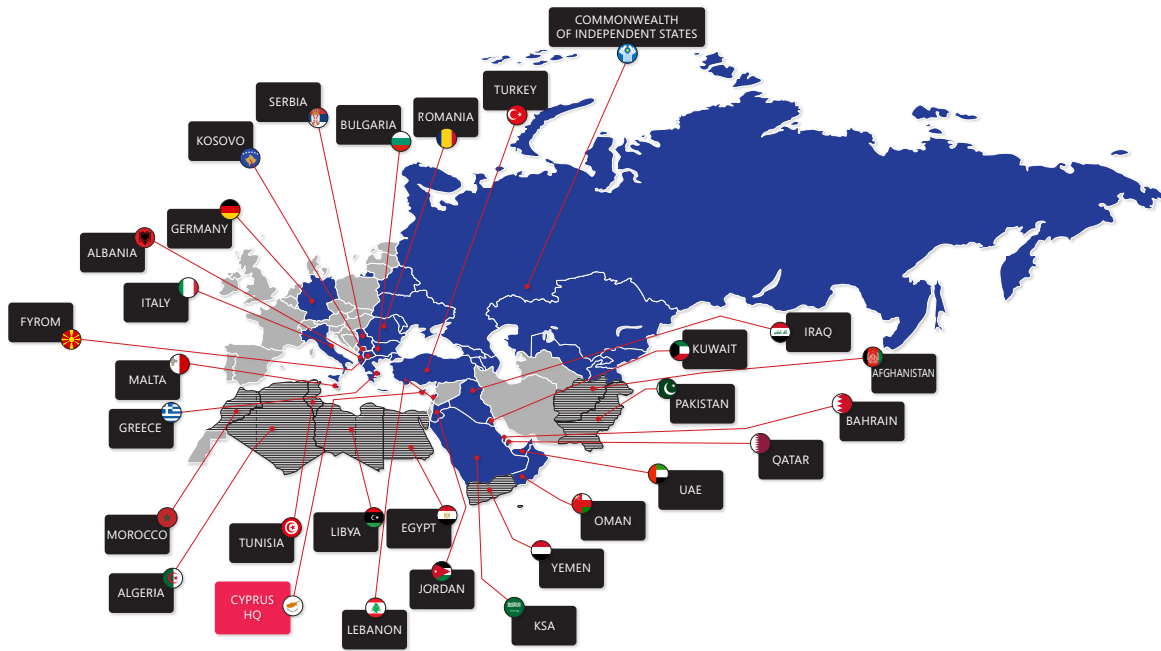 COMMONWEALTH
OF INDEPENDENT STATES
TURKEY
SERBIA
ROMANIA
BULGARIA
KOSOVO
GERMANY
ALBANIA
ITALY
FYROM
IRAQ
KUWAIT
AFGHANISTAN
MALTA
PAKISTAN
BAHRAIN
GREECE
QATAR
UAE
OMAN
MOROCCO
TUNISIA
LIBYA
EGYPT
YEMEN
ALGERIA
JORDAN
CYPRUS
HQ
LEBANON
KSA